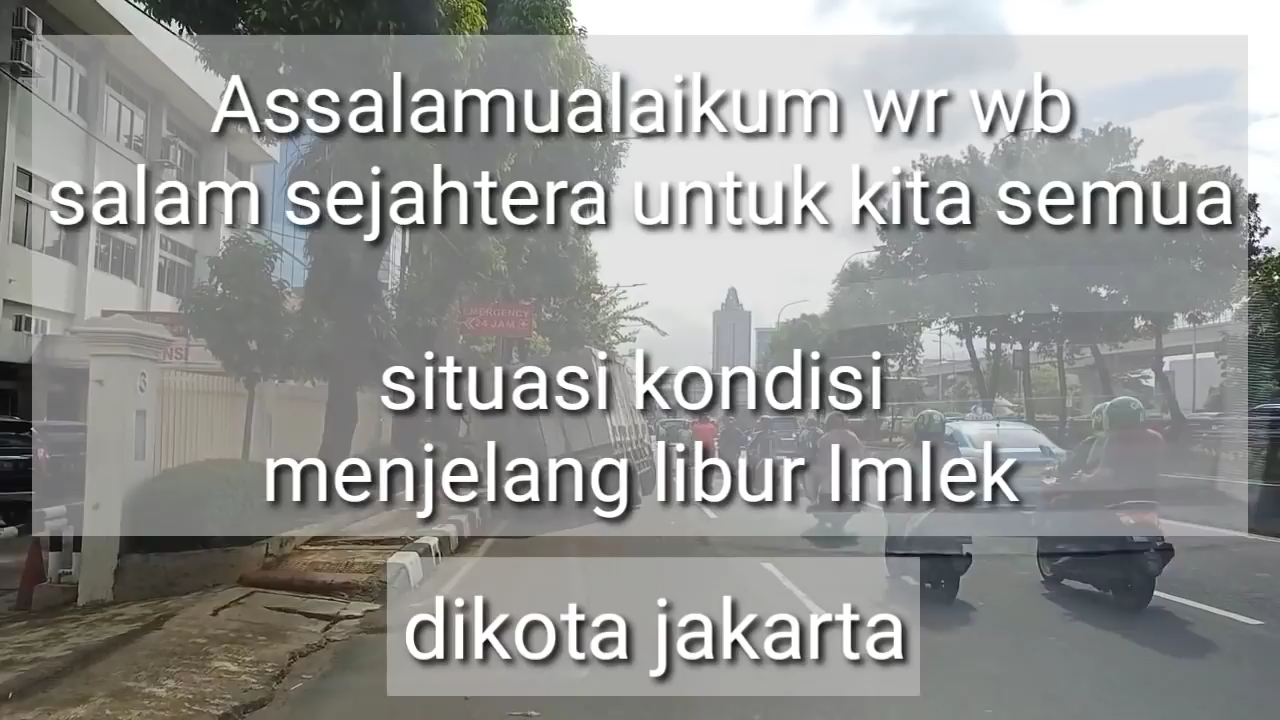 Assalamualaikum wr wb
salam sejahtera untuk kita semua
situasi kondisi
menjelang libur Imlek
dikota jakarta
EMERGENCY
24 JAM +